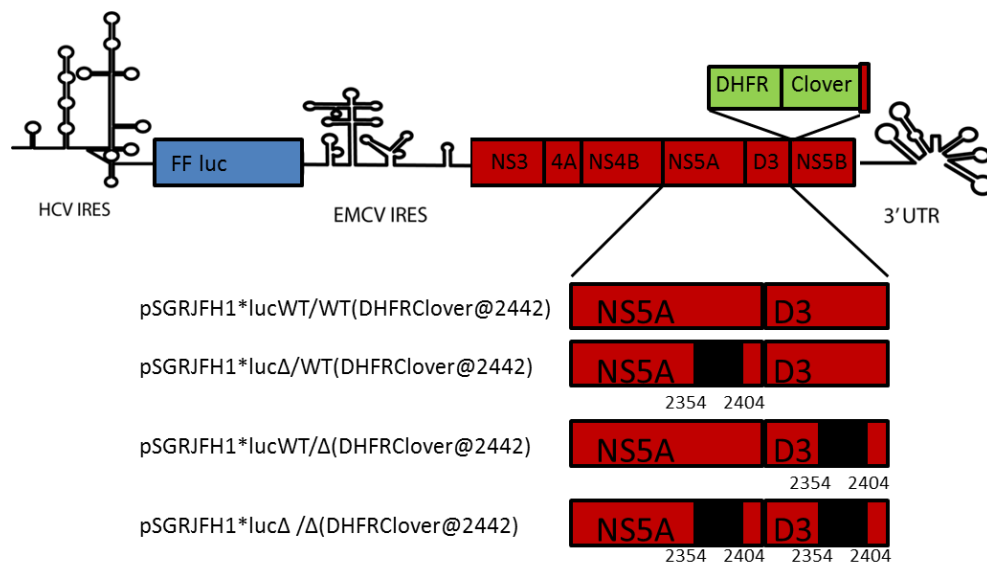 DHFR Clover
FF luc
NS3 4A NS4B NS5A D3 NS5B
HCV IRES
EMCV IRES
3' UTR
pSGRJFH1*lucWT/WT(DHFRClover@2442)
NS5A D3
pSGRJFH1*lucΔ/WT(DHFRClover@2442)
NS5A D3
2354 2404
pSGRJFH1*lucWT/Δ(DHFRClover@2442)
NS5A D3
2354 2404
pSGRJFH1*lucΔ /Δ(DHFRClover@2442)
NS5A D3
2354 2404 2354 2404